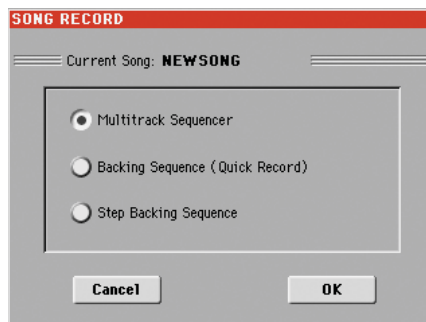 SONG RECORD
Current Song: NEWSONG
Multitrack Sequencer
Backing Sequence (Quick Record)
Step Backing Sequence
Cancel OK